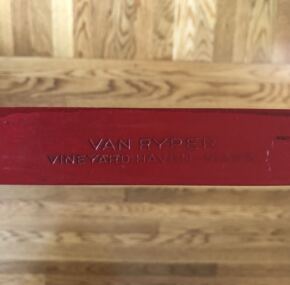 VAN RYPER
VINEYARD HAVEN, MASS.